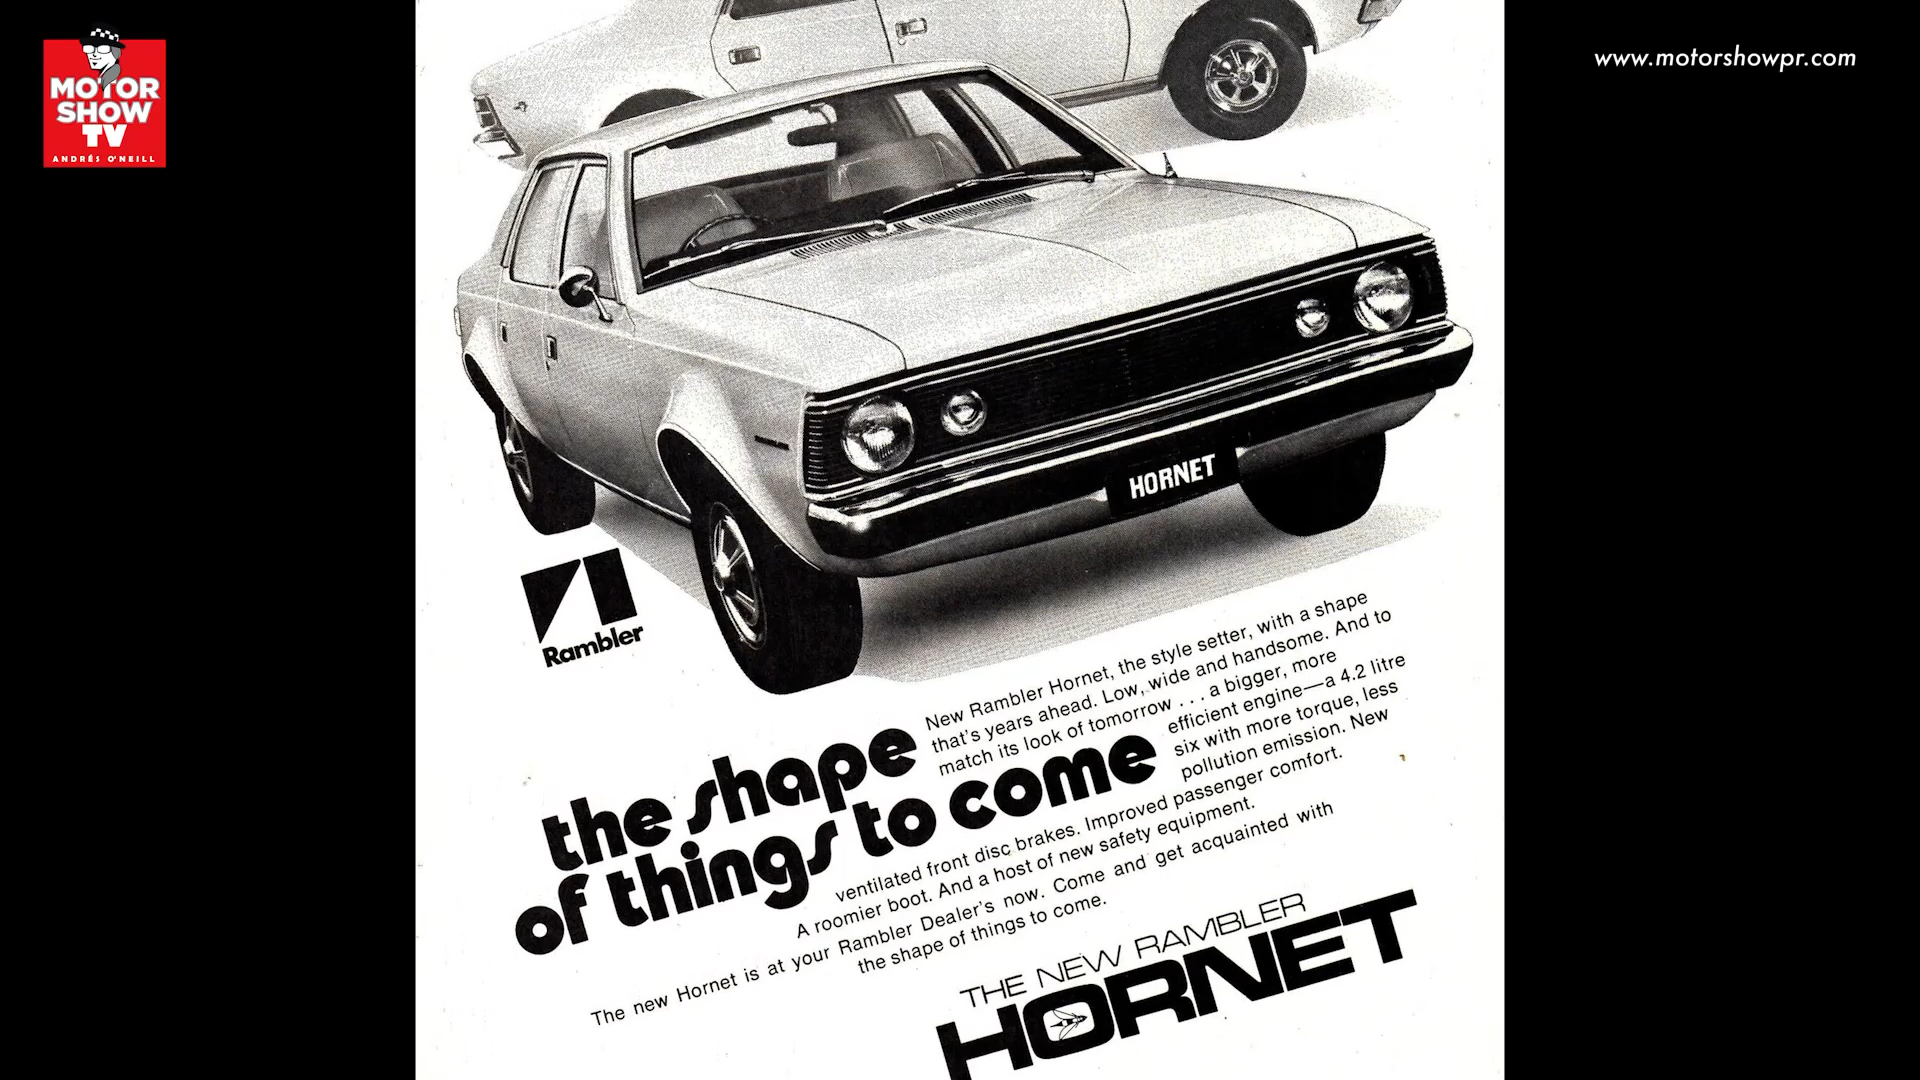 MOTOR
SHOW
TV
ANDRÉS O'NEILL
www.motorshowpr.com
HORNET
Rambler
New Rambler Hornet, the style setter, with a shape
that's years ahead. Low, wide and handsome. And to
match its look of tomorrow . . . a bigger, more
efficient engine—a 4.2 litre
six with more torque, less
pollution emission. New
the shape
of things to come
ventilated front disc brakes. Improved passenger comfort.
A roomier boot. And a host of new safety equipment.
The new Hornet is at your Rambler Dealer's now. Come and get acquainted with
the shape of things to come.
THE NEW RAMBLER
HORNET